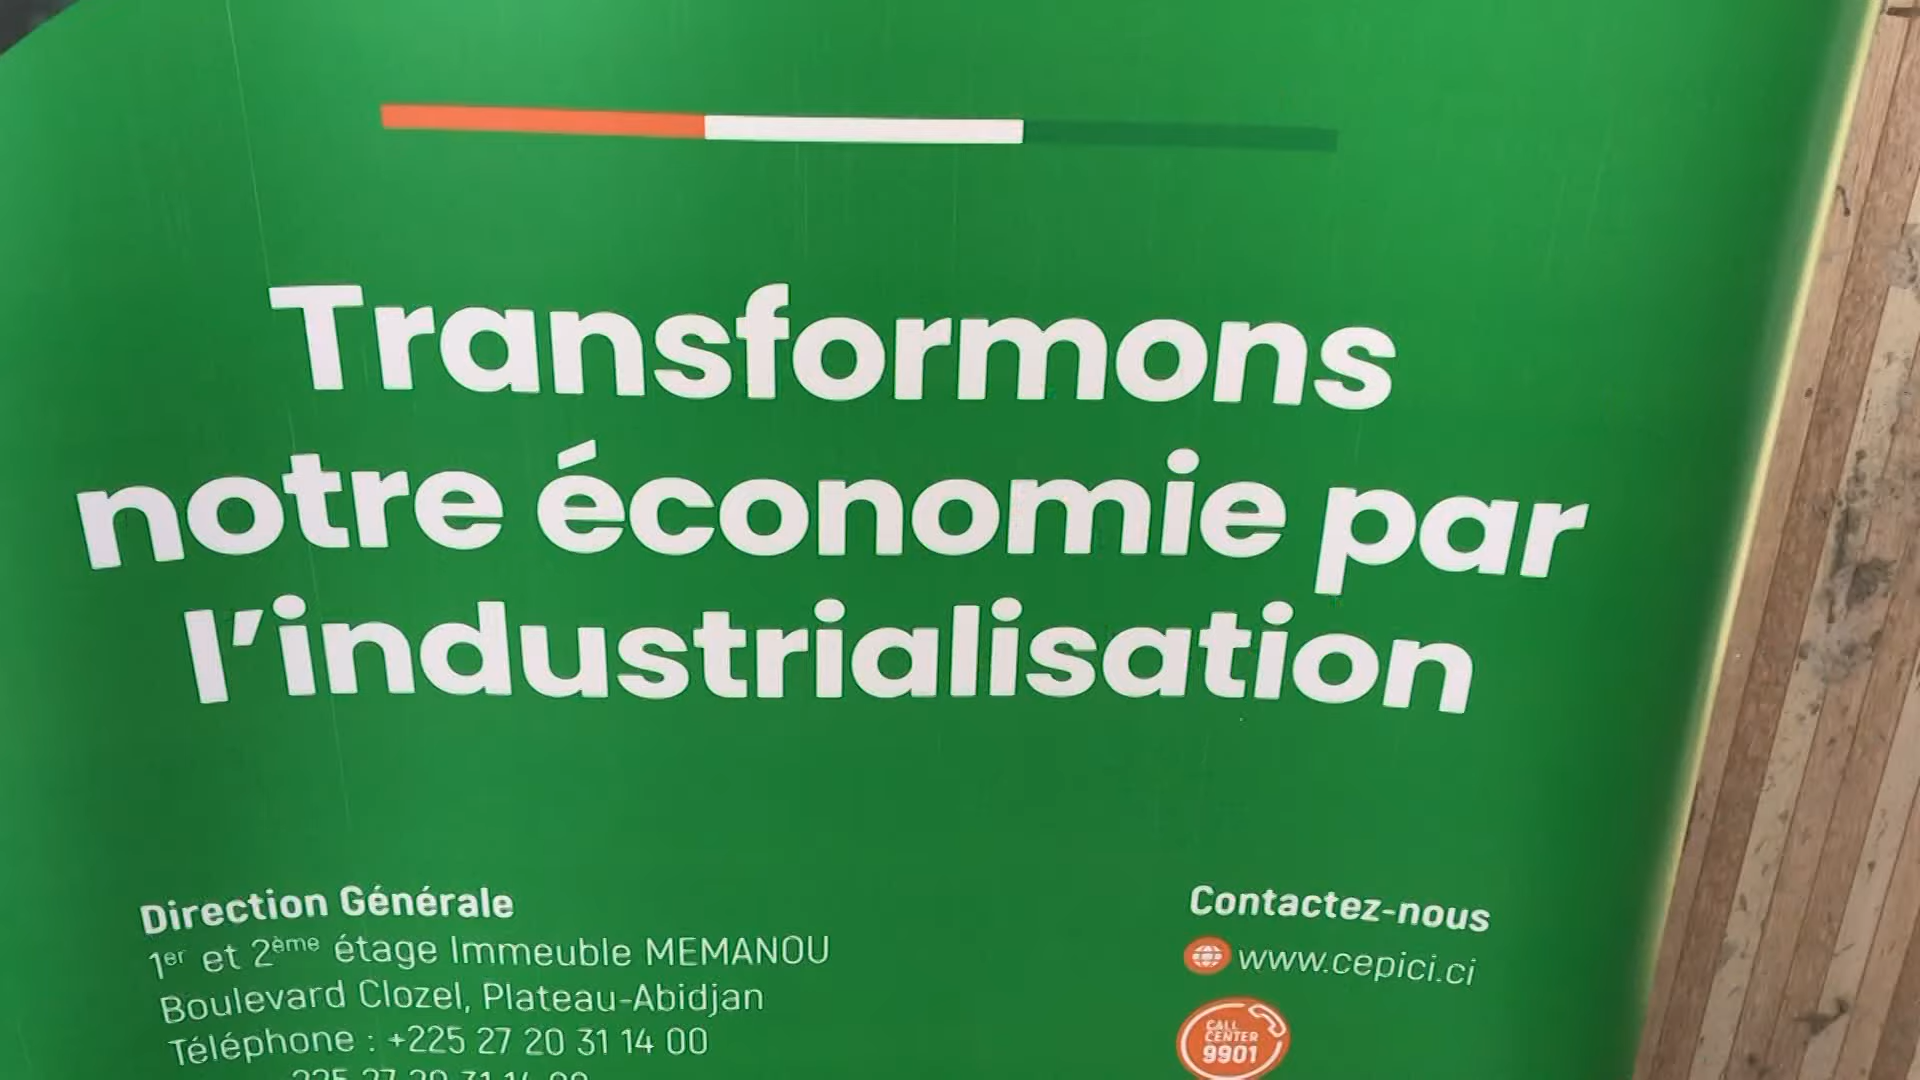 Transformons
notre économie par
l'industrialisation
Direction Générale
1er et 2ème étage Immeuble MEMANOU
Boulevard Clozel, Plateau-Abidjan
Téléphone : +225 27 20 31 14 00
Contactez-nous
www.cepici.ci
CALL
CENTER
9901